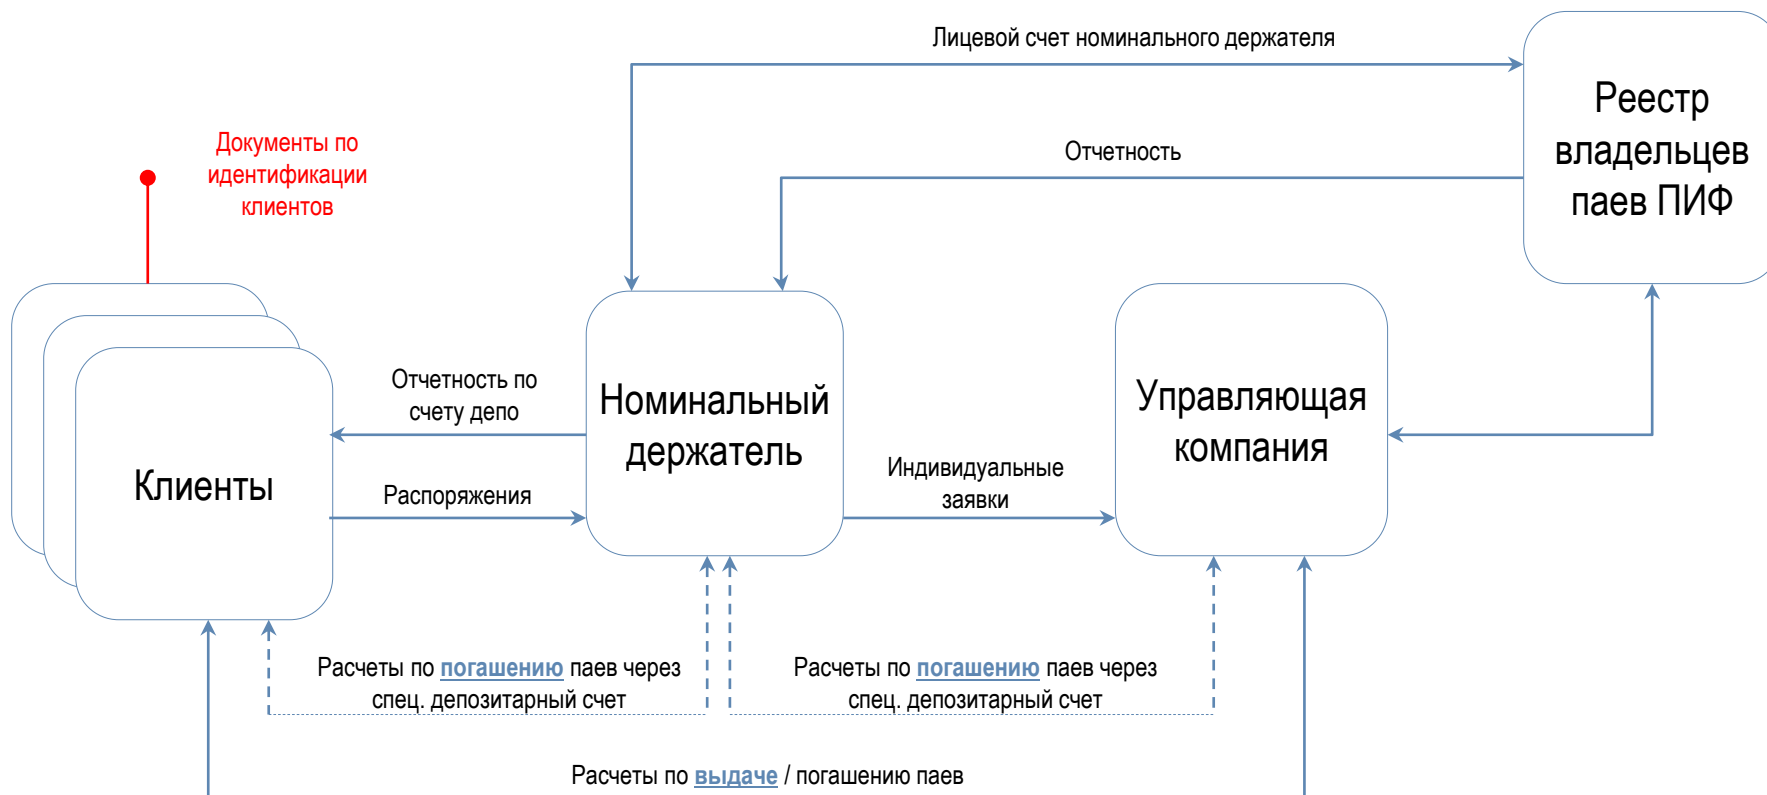 Лицевой счет номинального держателя
Реестр
владельцев
паев ПИФ
Документы по
идентификации
клиентов
Отчетность
Отчетность по
счету депо
Номинальный
держатель
Управляющая
компания
Клиенты
Распоряжения
Индивидуальные
заявки
Расчеты по погашению паев через
спец. депозитарный счет
Расчеты по погашению паев через
спец. депозитарный счет
Расчеты по выдаче / погашению паев